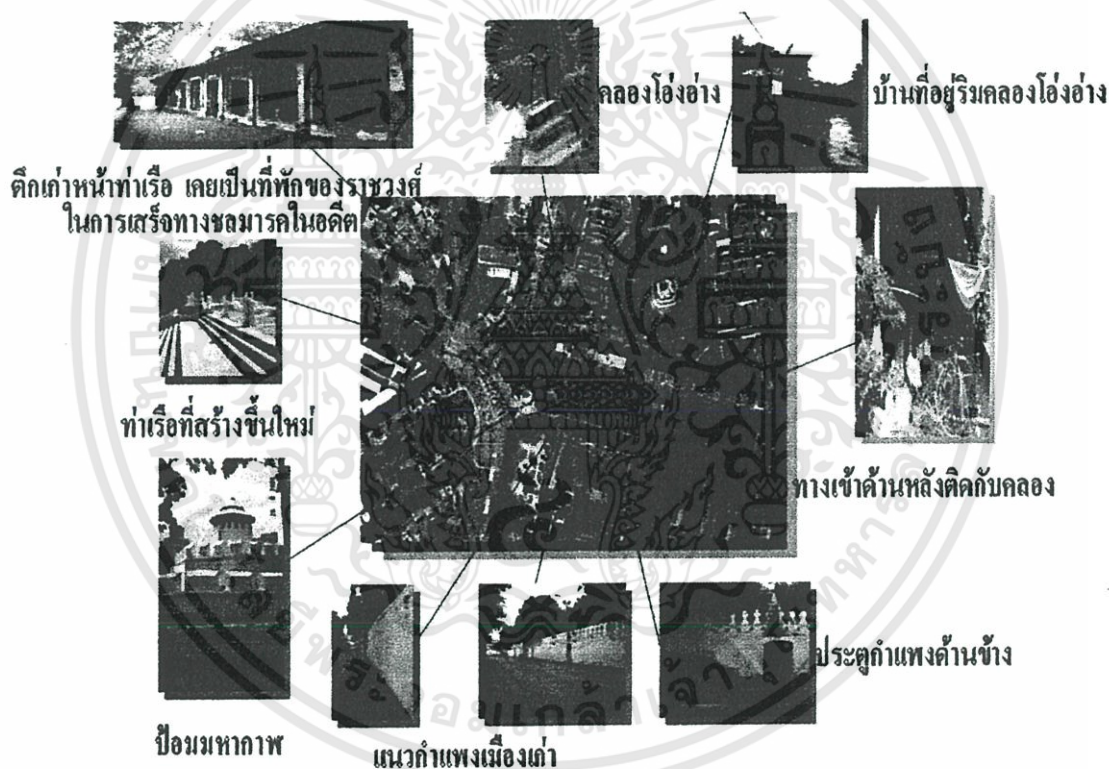 คลองโอ่งอ่าง
บ้านที่อยู่ริมคลองโอ่งอ่าง
ตึกเก่าหน้าท่าเรือ เคยเป็นที่พักของราชวงศ์
ในการเสร็จทางชลมารคในอดีต
ท่าเรือที่สร้างขึ้นใหม่
ทางเข้าด้านหลังติดกับคลอง
ป้อมมหากาฬ
แนวกำแพงเมืองเก่า
ประตูกำแพงด้านข้าง